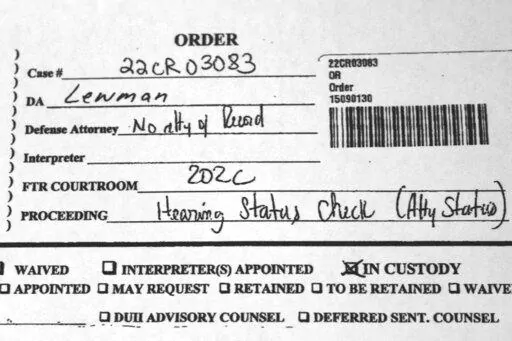 ORDER
Case # 22CR03083
DA Lewman
Defense Attorney No atty of Record
Interpreter
FTR COURTROOM 202C
PROCEEDING Hearing Status Check (Atty Status)
22CR03083
OR
Order
15090130
WAIVED ☐ INTERPRETER(S) APPOINTED ☒ IN CUSTODY
☐ APPOINTED ☐ MAY REQUEST ☐ RETAINED ☐ TO BE RETAINED ☐ WAIVE
☐ DUII ADVISORY COUNSEL ☐ DEFERRED SENT. COUNSEL